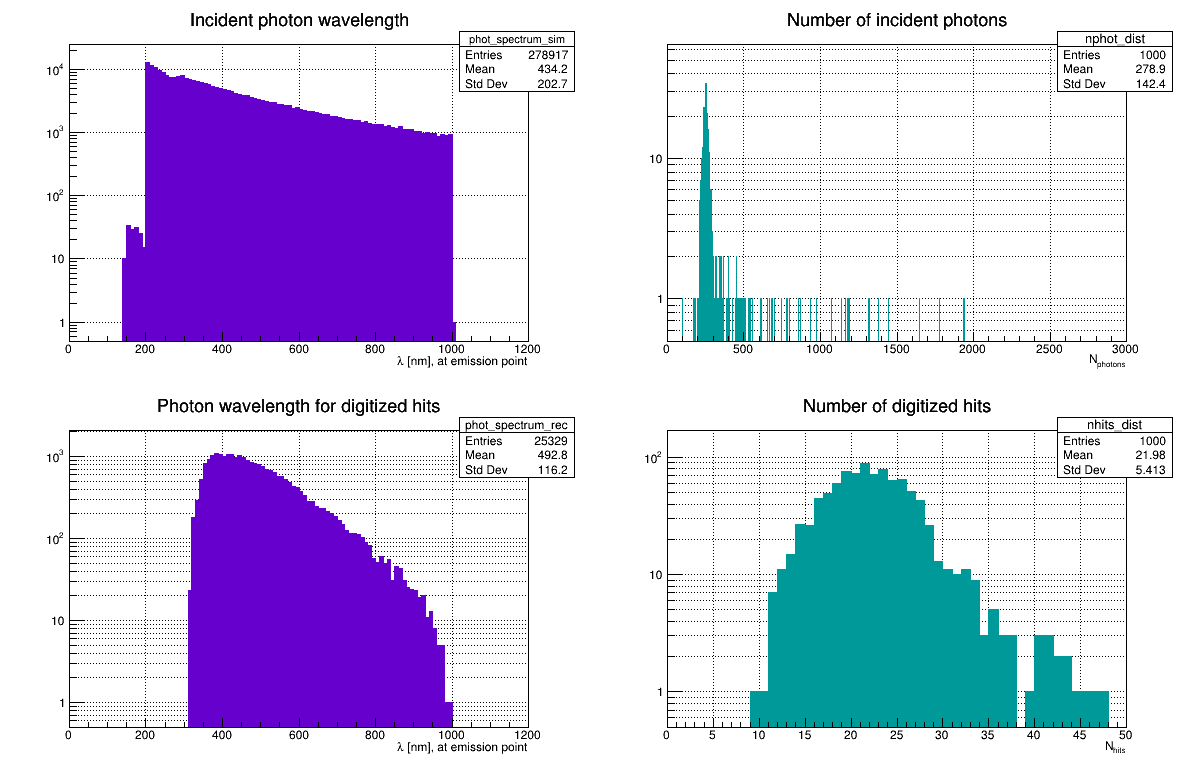 Incident photon wavelength
phot_spectrum_sim
Entries 278917
Mean 434.2
Std Dev 202.7
10⁴
10³
10²
10
1
0 200 400 600 800 1000 1200
λ [nm], at emission point
Number of incident photons
nphot_dist
Entries 1000
Mean 278.9
Std Dev 142.4
10
1
0 500 1000 1500 2000 2500 3000
N_photons
Photon wavelength for digitized hits
phot_spectrum_rec
Entries 25329
Mean 492.8
Std Dev 116.2
10³
10²
10
1
0 200 400 600 800 1000 1200
λ [nm], at emission point
Number of digitized hits
nhits_dist
Entries 1000
Mean 21.98
Std Dev 5.413
10²
10
1
0 5 10 15 20 25 30 35 40 45 50
N_hits